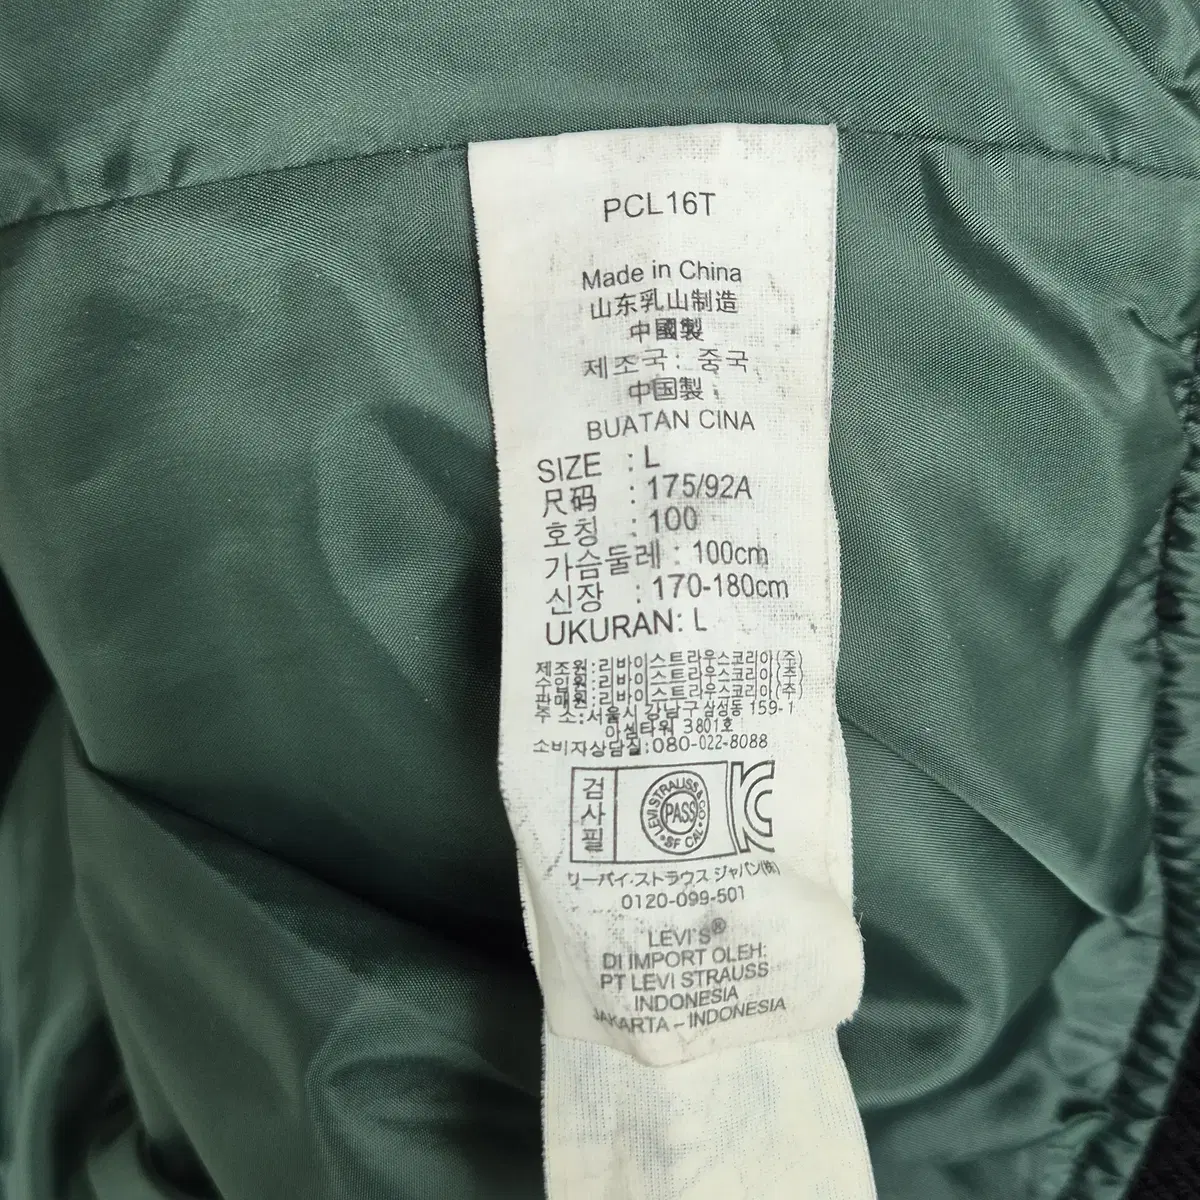 PCL16T
Made in China
山东乳山制造
中國製
제조국: 중국
中国製
BUATAN CINA
SIZE : L
尺码 : 175/92A
호칭 : 100
가슴둘레 : 100cm
신장 : 170-180cm
UKURAN: L
제조원:리바이스트라우스코리아(주)
수입원:리바이스트라우스코리아(주)
판매원:리바이스트라우스코리아(주)
주 소:서울시 강남구 삼성동 159-1
아셈타워 3801호
소비자상담실:080-022-8088
검사필
LEVI STRAUSS & CO
PASS
SF CAL
KC
リーバイ・ストラウス ジャパン(株)
0120-099-501
LEVI'S®
DI IMPORT OLEH:
PT LEVI STRAUSS
INDONESIA
JAKARTA – INDONESIA